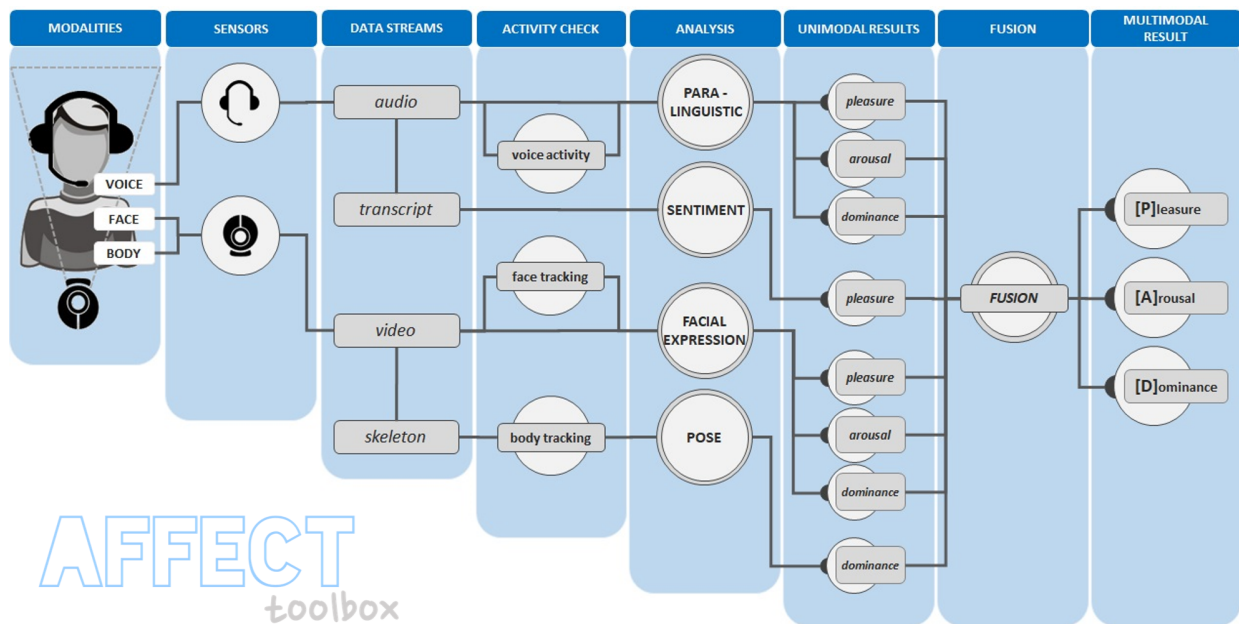 MODALITIES
SENSORS
DATA STREAMS
ACTIVITY CHECK
ANALYSIS
UNIMODAL RESULTS
FUSION
MULTIMODAL
RESULT
VOICE
FACE
BODY
audio
transcript
video
skeleton
voice activity
face tracking
body tracking
PARA -
LINGUISTIC
SENTIMENT
FACIAL
EXPRESSION
POSE
pleasure
arousal
dominance
pleasure
pleasure
arousal
dominance
dominance
FUSION
[P]leasure
[A]rousal
[D]ominance
AFFECT
toolbox